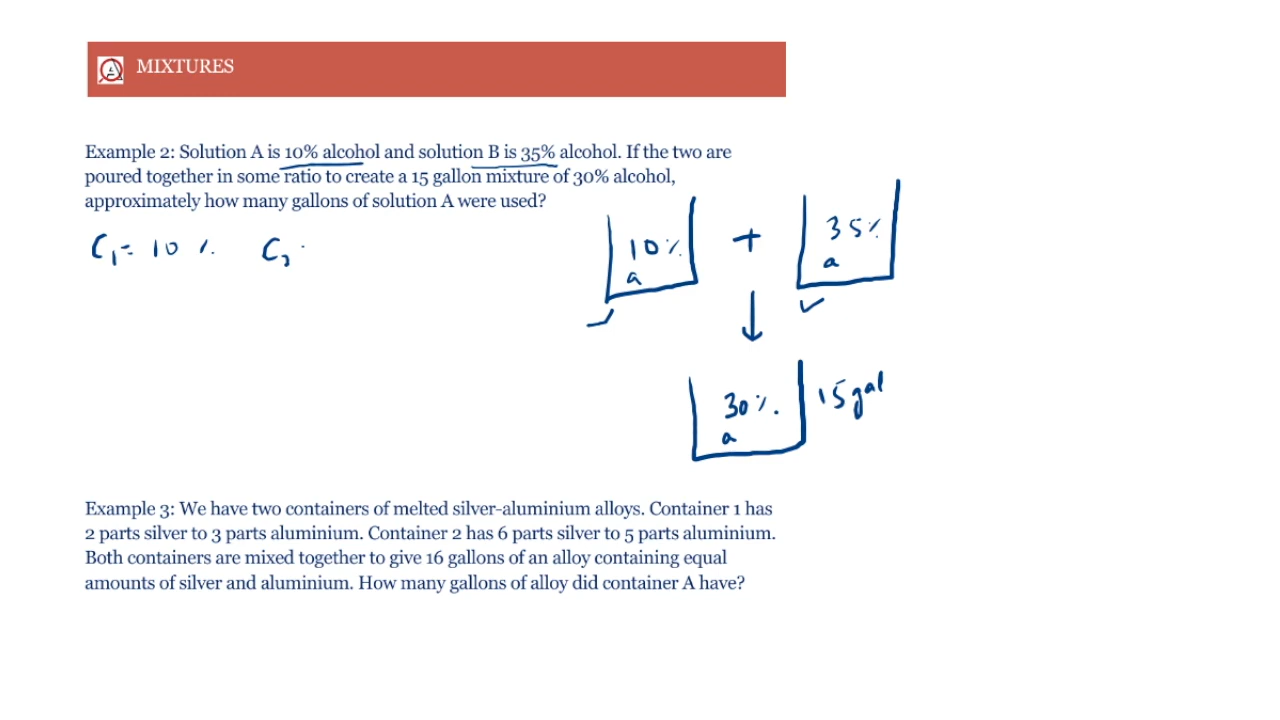 MIXTURES
Example 2: Solution A is 10% alcohol and solution B is 35% alcohol. If the two are
poured together in some ratio to create a 15 gallon mixture of 30% alcohol,
approximately how many gallons of solution A were used?
C₁= 10 %. C₂
10%
a
+
35%
a
30%.
a
15gal
Example 3: We have two containers of melted silver-aluminium alloys. Container 1 has
2 parts silver to 3 parts aluminium. Container 2 has 6 parts silver to 5 parts aluminium.
Both containers are mixed together to give 16 gallons of an alloy containing equal
amounts of silver and aluminium. How many gallons of alloy did container A have?